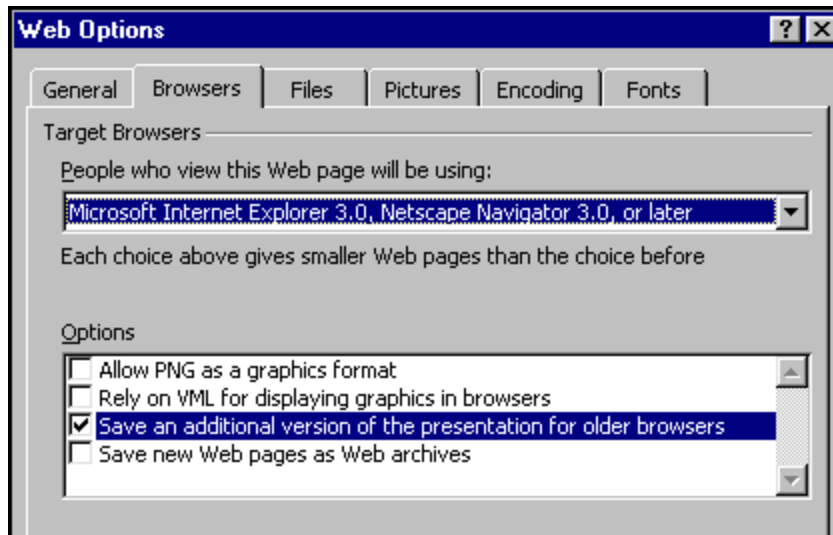 Web Options
General Browsers Files Pictures Encoding Fonts
Target Browsers
People who view this Web page will be using:
Microsoft Internet Explorer 3.0, Netscape Navigator 3.0, or later
Each choice above gives smaller Web pages than the choice before
Options
Allow PNG as a graphics format
Rely on VML for displaying graphics in browsers
Save an additional version of the presentation for older browsers
Save new Web pages as Web archives